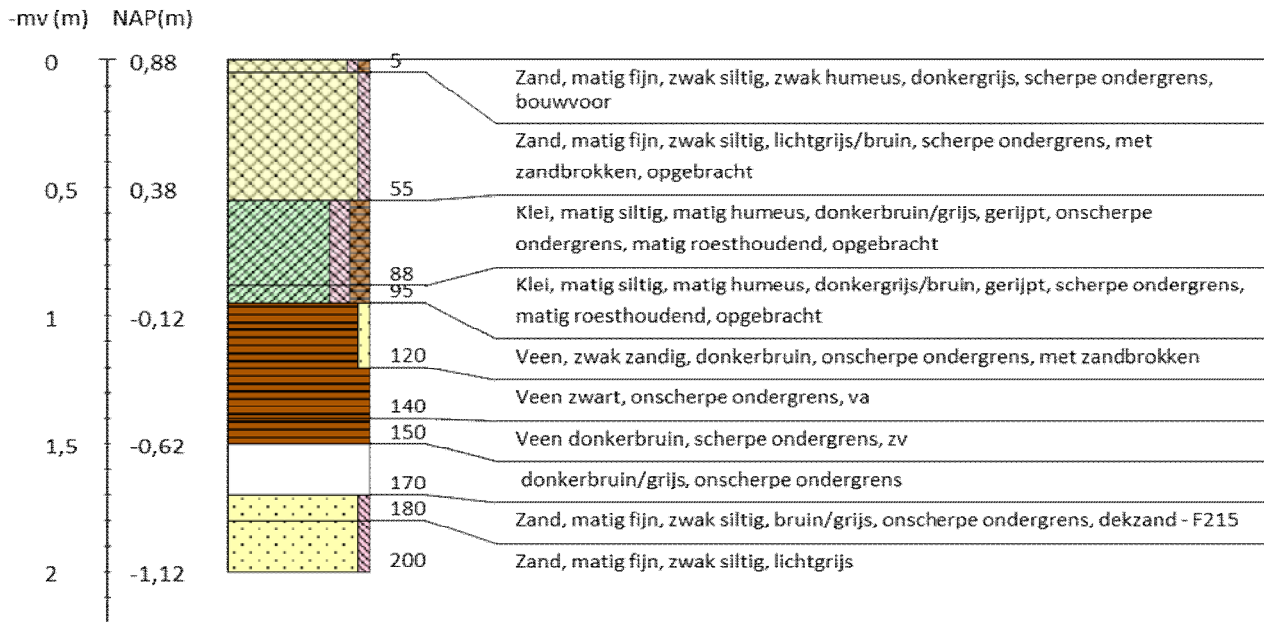 -mv (m) NAP(m)
0 0,88 5
Zand, matig fijn, zwak siltig, zwak humeus, donkergrijs, scherpe ondergrens,
bouwvoor
Zand, matig fijn, zwak siltig, lichtgrijs/bruin, scherpe ondergrens, met
zandbrokken, opgebracht
0,5 0,38 55
Klei, matig siltig, matig humeus, donkerbruin/grijs, gerijpt, onscherpe
ondergrens, matig roesthoudend, opgebracht
88
Klei, matig siltig, matig humeus, donkergrijs/bruin, gerijpt, scherpe ondergrens,
95
matig roesthoudend, opgebracht
1 -0,12
120 Veen, zwak zandig, donkerbruin, onscherpe ondergrens, met zandbrokken
Veen zwart, onscherpe ondergrens, va
140
150 Veen donkerbruin, scherpe ondergrens, zv
1,5 -0,62
donkerbruin/grijs, onscherpe ondergrens
170
180 Zand, matig fijn, zwak siltig, bruin/grijs, onscherpe ondergrens, dekzand - F215
200 Zand, matig fijn, zwak siltig, lichtgrijs
2 -1,12